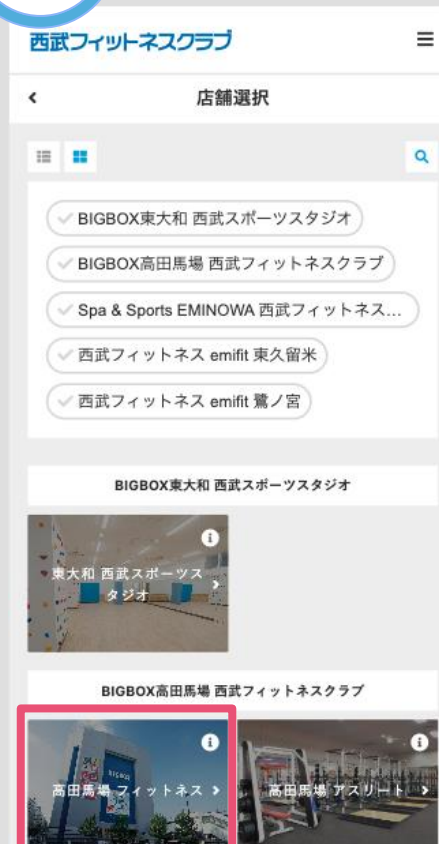 西武フィットネスクラブ
店舗選択
BIGBOX東大和 西武スポーツスタジオ
BIGBOX高田馬場 西武フィットネスクラブ
Spa & Sports EMINOWA 西武フィットネス...
西武フィットネス emifit 東久留米
西武フィットネス emifit 鷺ノ宮
BIGBOX東大和 西武スポーツスタジオ
東大和 西武スポーツス
タジオ
BIGBOX高田馬場 西武フィットネスクラブ
BIGBOX
高田馬場 フィットネス
高田馬場 アスリート